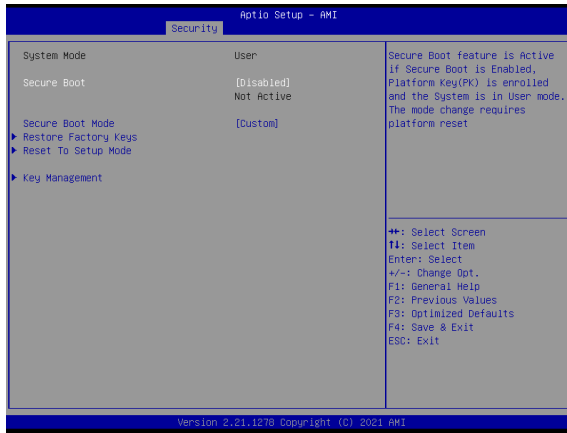 Aptio Setup – AMI
Security
System Mode User
Secure Boot [Disabled]
Not Active
Secure Boot Mode [Custom]
▶ Restore Factory Keys
▶ Reset To Setup Mode
▶ Key Management
Secure Boot feature is Active
if Secure Boot is Enabled,
Platform Key(PK) is enrolled
and the System is in User mode.
The mode change requires
platform reset
→←: Select Screen
↑↓: Select Item
Enter: Select
+/-: Change Opt.
F1: General Help
F2: Previous Values
F3: Optimized Defaults
F4: Save & Exit
ESC: Exit
Version 2.21.1278 Copyright (C) 2021 AMI